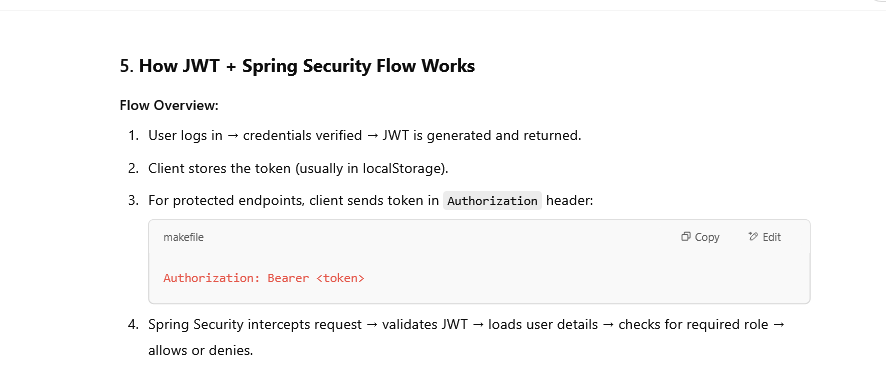 5. How JWT + Spring Security Flow Works
Flow Overview:
1. User logs in → credentials verified → JWT is generated and returned.
2. Client stores the token (usually in localStorage).
3. For protected endpoints, client sends token in Authorization header:
makefile Copy Edit
Authorization: Bearer <token>
4. Spring Security intercepts request → validates JWT → loads user details → checks for required role →
allows or denies.